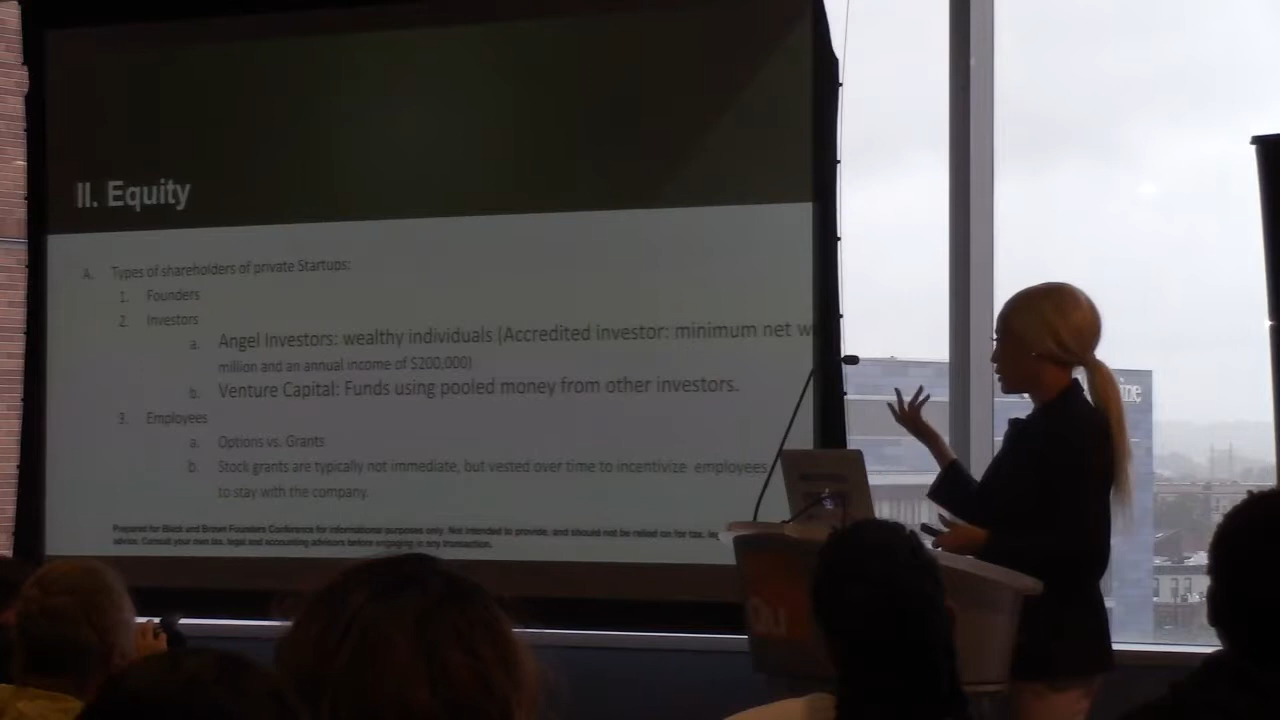 II. Equity
A. Types of shareholders of private Startups:
1. Founders
2. Investors
a. Angel Investors: wealthy individuals (Accredited investor: minimum net w
million and an annual income of $200,000)
b. Venture Capital: Funds using pooled money from other investors.
3. Employees
a. Options vs. Grants
b. Stock grants are typically not immediate, but vested over time to incentivize employees
to stay with the company.
Prepared for Black and Brown Founders Conference for informational purposes only. Not intended to provide, and should not be relied on for tax, leg
advice. Consult your own tax, legal and accounting advisors before engaging in any transaction.